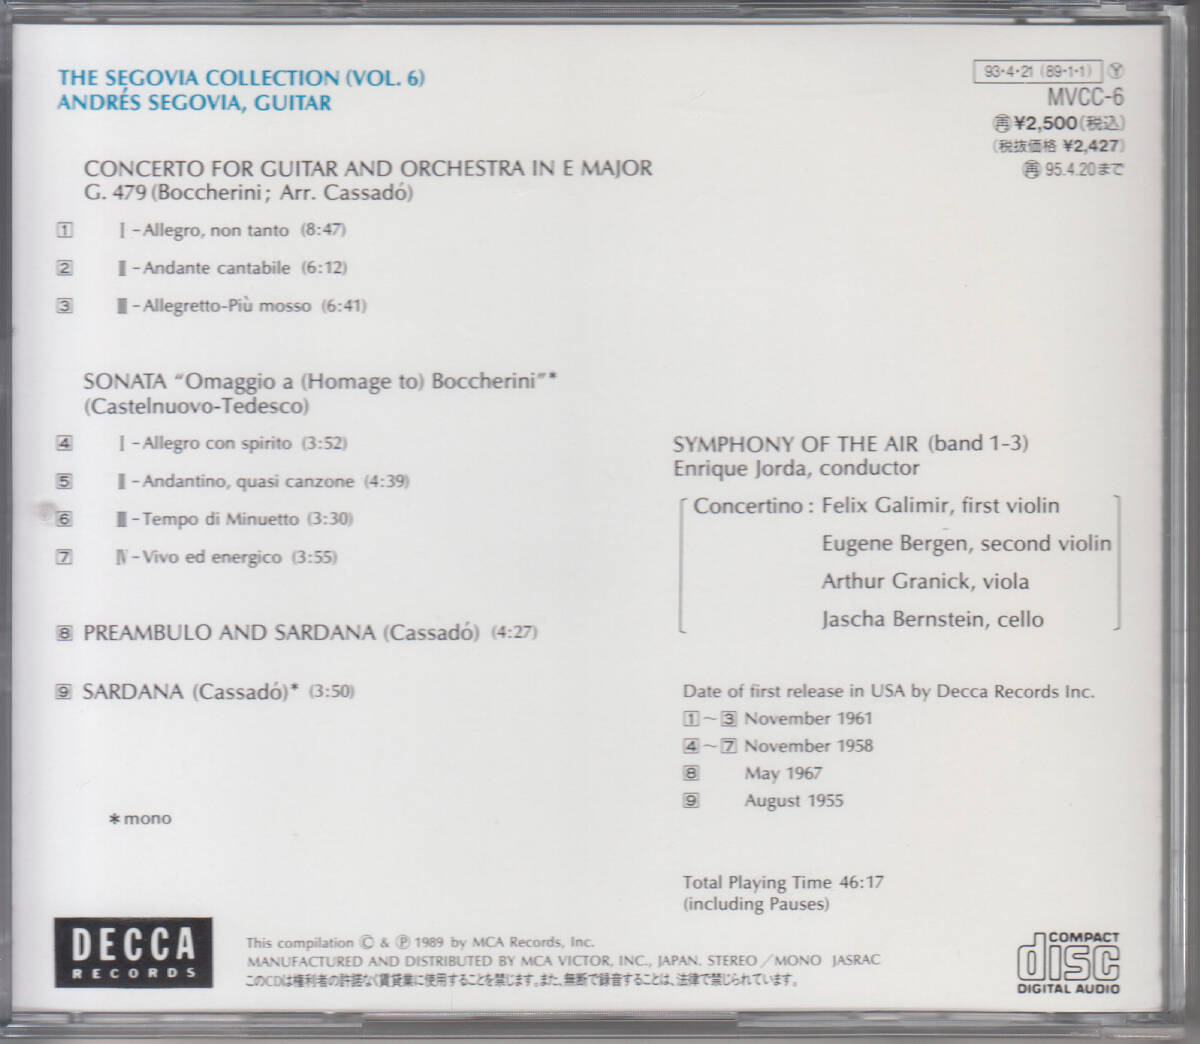 THE SEGOVIA COLLECTION (VOL. 6)
ANDRÉS SEGOVIA, GUITAR
93・4・21 (89・1・1) Ⓨ
MVCC-6
㊢¥2,500(税込)
(税抜価格 ¥2,427)
95.4.20まで
CONCERTO FOR GUITAR AND ORCHESTRA IN E MAJOR
G. 479 (Boccherini; Arr. Cassadó)
1 Ⅰ-Allegro, non tanto (8:47)
2 Ⅱ-Andante cantabile (6:12)
3 Ⅲ-Allegretto-Più mosso (6:41)
SONATA "Omaggio a (Homage to) Boccherini"*
(Castelnuovo-Tedesco)
4 Ⅰ-Allegro con spirito (3:52)
5 Ⅱ-Andantino, quasi canzone (4:39)
6 Ⅲ-Tempo di Minuetto (3:30)
7 Ⅳ-Vivo ed energico (3:55)
8 PREAMBULO AND SARDANA (Cassadó) (4:27)
9 SARDANA (Cassadó)* (3:50)
*mono
SYMPHONY OF THE AIR (band 1-3)
Enrique Jorda, conductor
Concertino: Felix Galimir, first violin
Eugene Bergen, second violin
Arthur Granick, viola
Jascha Bernstein, cello
Date of first release in USA by Decca Records Inc.
1~3 November 1961
4~7 November 1958
8 May 1967
9 August 1955
Total Playing Time 46:17
(including Pauses)
DECCA
RECORDS
This compilation © & ℗ 1989 by MCA Records, Inc.
MANUFACTURED AND DISTRIBUTED BY MCA VICTOR, INC., JAPAN. STEREO/MONO JASRAC
このCDは権利者の許諾なく賃貸業に使用することを禁じます。また、無断で録音することは、法律で禁じられています。
COMPACT
disc
DIGITAL AUDIO